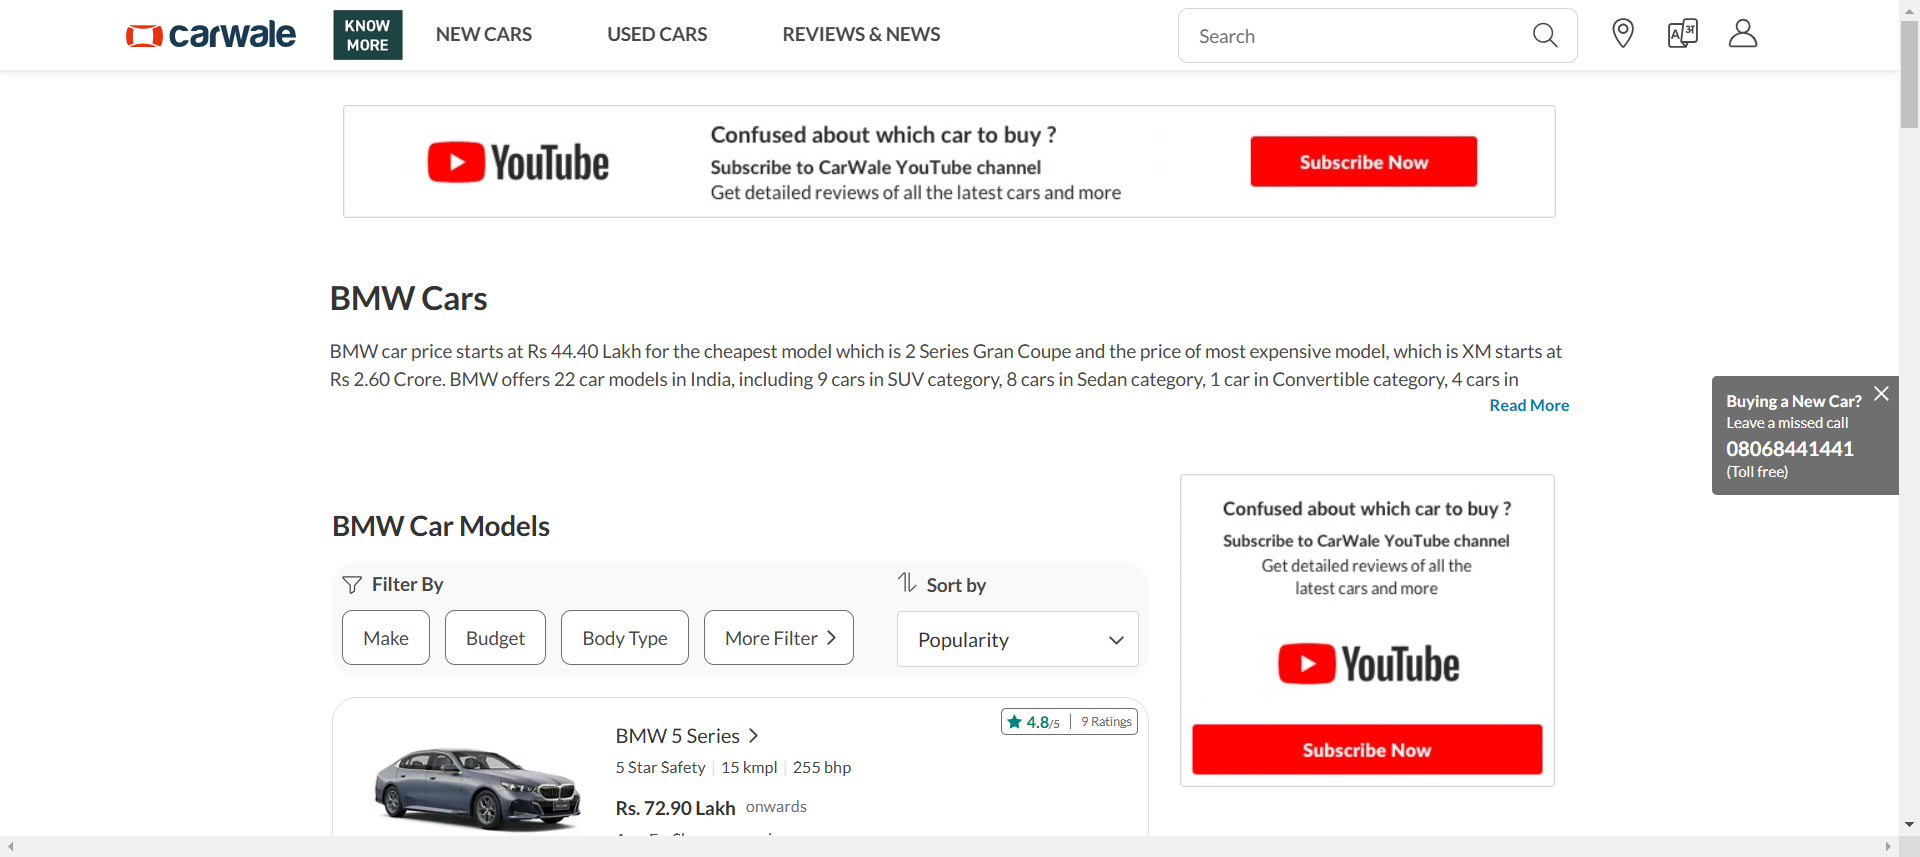 carwale
KNOW
MORE
NEW CARS
USED CARS
REVIEWS & NEWS
Search
YouTube
Confused about which car to buy ?
Subscribe to CarWale YouTube channel
Get detailed reviews of all the latest cars and more
Subscribe Now
BMW Cars
BMW car price starts at Rs 44.40 Lakh for the cheapest model which is 2 Series Gran Coupe and the price of most expensive model, which is XM starts at
Rs 2.60 Crore. BMW offers 22 car models in India, including 9 cars in SUV category, 8 cars in Sedan category, 1 car in Convertible category, 4 cars in
Read More
Buying a New Car?
Leave a missed call
08068441441
(Toll free)
BMW Car Models
Filter By
Sort by
Make
Budget
Body Type
More Filter
Popularity
BMW 5 Series
4.8/5 | 9 Ratings
5 Star Safety | 15 kmpl | 255 bhp
Rs. 72.90 Lakh onwards
Confused about which car to buy ?
Subscribe to CarWale YouTube channel
Get detailed reviews of all the
latest cars and more
YouTube
Subscribe Now